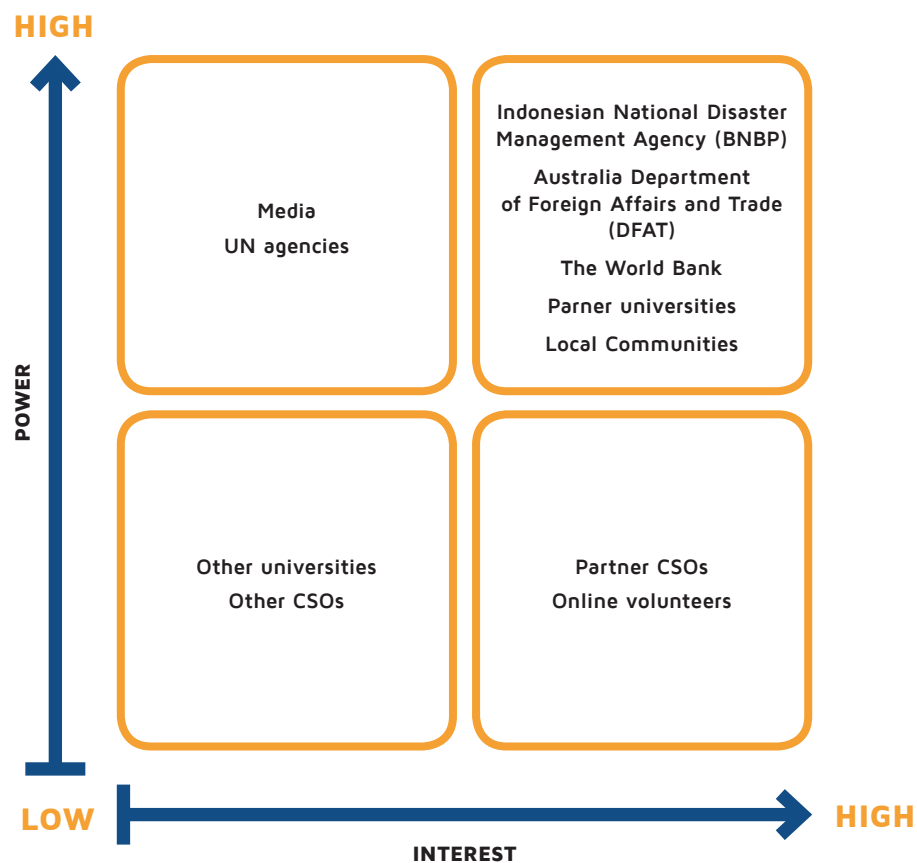 HIGH
Media
UN agencies
Indonesian National Disaster
Management Agency (BNBP)
Australia Department
of Foreign Affairs and Trade
(DFAT)
The World Bank
Parner universities
Local Communities
POWER
Other universities
Other CSOs
Partner CSOs
Online volunteers
LOW
HIGH
INTEREST